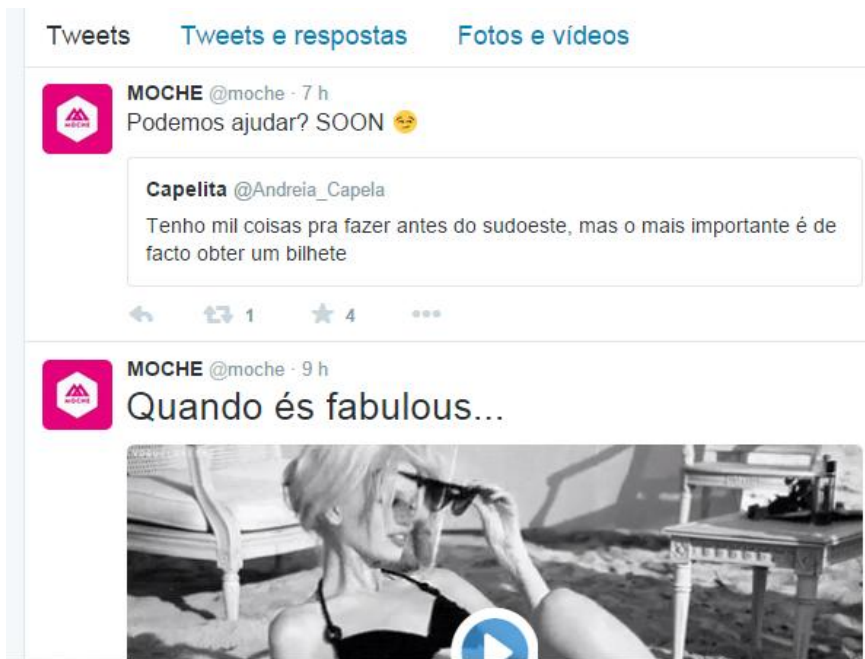 Tweets Tweets e respostas Fotos e vídeos
MOCHE @moche · 7 h
Podemos ajudar? SOON 😏
Capelita @Andreia_Capela
Tenho mil coisas pra fazer antes do sudoeste, mas o mais importante é de
facto obter um bilhete
1 4
MOCHE @moche · 9 h
Quando és fabulous...